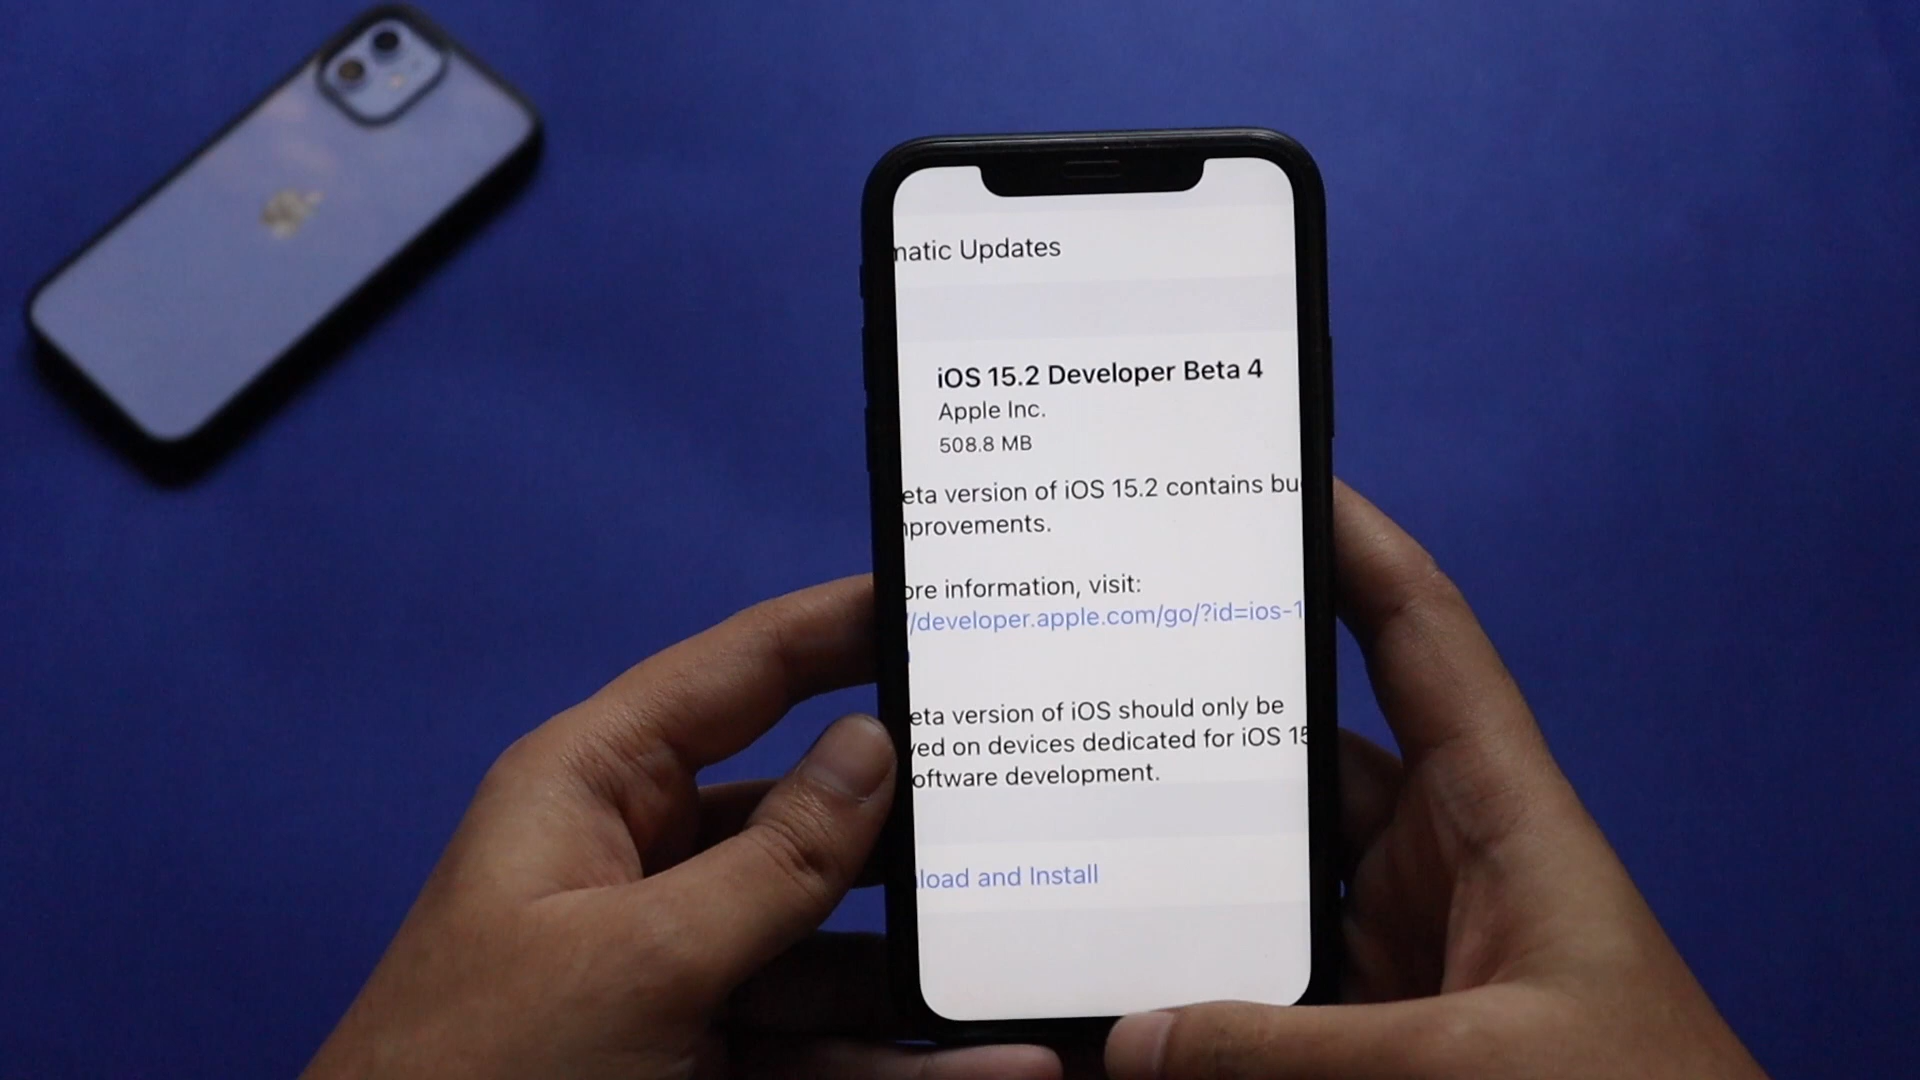 matic Updates
iOS 15.2 Developer Beta 4
Apple Inc.
508.8 MB
eta version of iOS 15.2 contains bu
provements.
ore information, visit:
/developer.apple.com/go/?id=ios-1
eta version of iOS should only be
yed on devices dedicated for iOS 15
oftware development.
load and Install